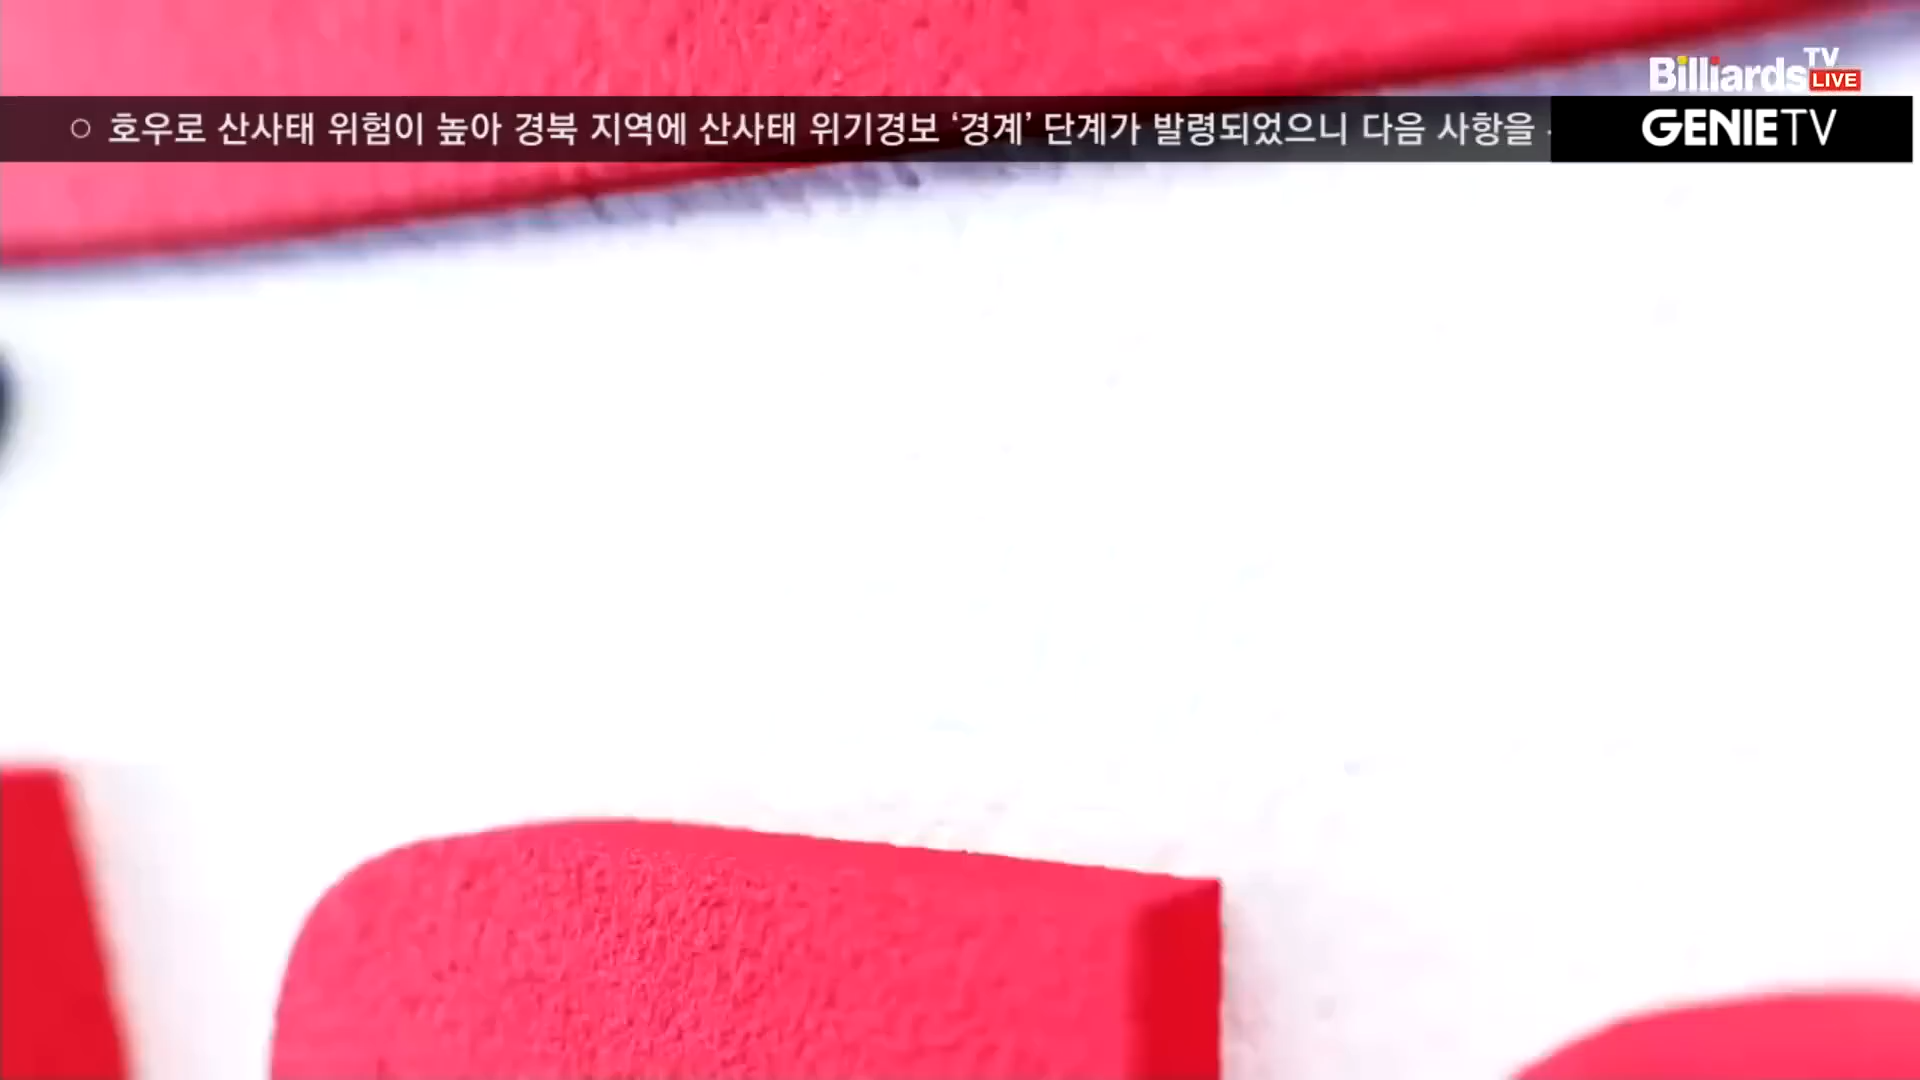 Billiards TV LIVE
○ 호우로 산사태 위험이 높아 경북 지역에 산사태 위기경보 ‘경계’ 단계가 발령되었으니 다음 사항을
GENIE TV